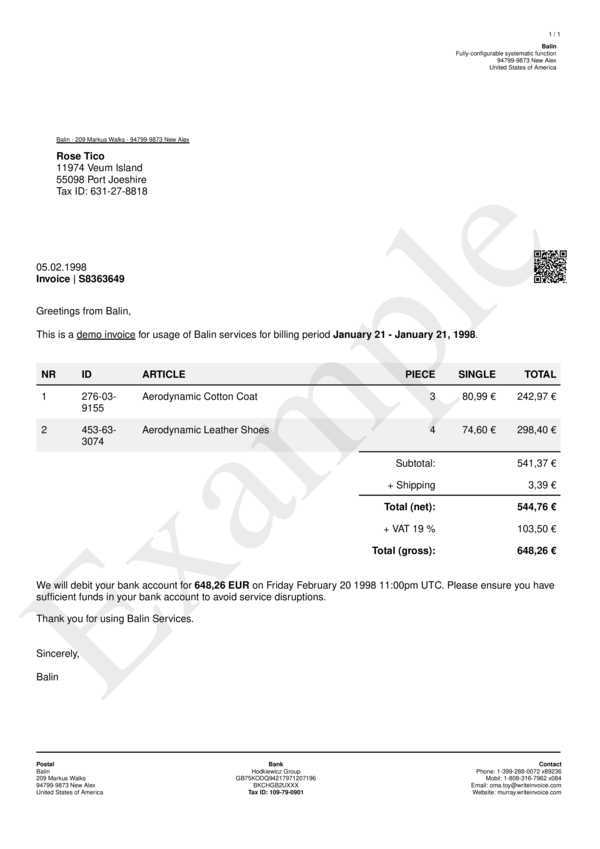 1 / 1
Balin
Fully-configurable systematic function
94799-9873 New Alex
United States of America
Balin - 209 Markus Walks - 94799-9873 New Alex
Rose Tico
11974 Veum Island
55098 Port Joeshire
Tax ID: 631-27-8818
05.02.1998
Invoice | S8363649
Greetings from Balin,
This is a demo invoice for usage of Balin services for billing period January 21 - January 21, 1998.
NR ID ARTICLE PIECE SINGLE TOTAL
1 276-03- Aerodynamic Cotton Coat 3 80,99 € 242,97 €
9155
2 453-63- Aerodynamic Leather Shoes 4 74,60 € 298,40 €
3074
Subtotal: 541,37 €
+ Shipping 3,39 €
Total (net): 544,76 €
+ VAT 19 % 103,50 €
Total (gross): 648,26 €
We will debit your bank account for 648,26 EUR on Friday February 20 1998 11:00pm UTC. Please ensure you have
sufficient funds in your bank account to avoid service disruptions.
Thank you for using Balin Services.
Sincerely,
Balin
Example
Postal Bank Contact
Balin Hodkiewicz Group Phone: 1-399-288-0072 x89236
209 Markus Walks GB75KODQ94217971207196 Mobil: 1-808-316-7962 x084
94799-9873 New Alex BKCHGB2UXXX Email: oma.toy@writeinvoice.com
United States of America Tax ID: 109-79-0901 Website: murray.writeinvoice.com